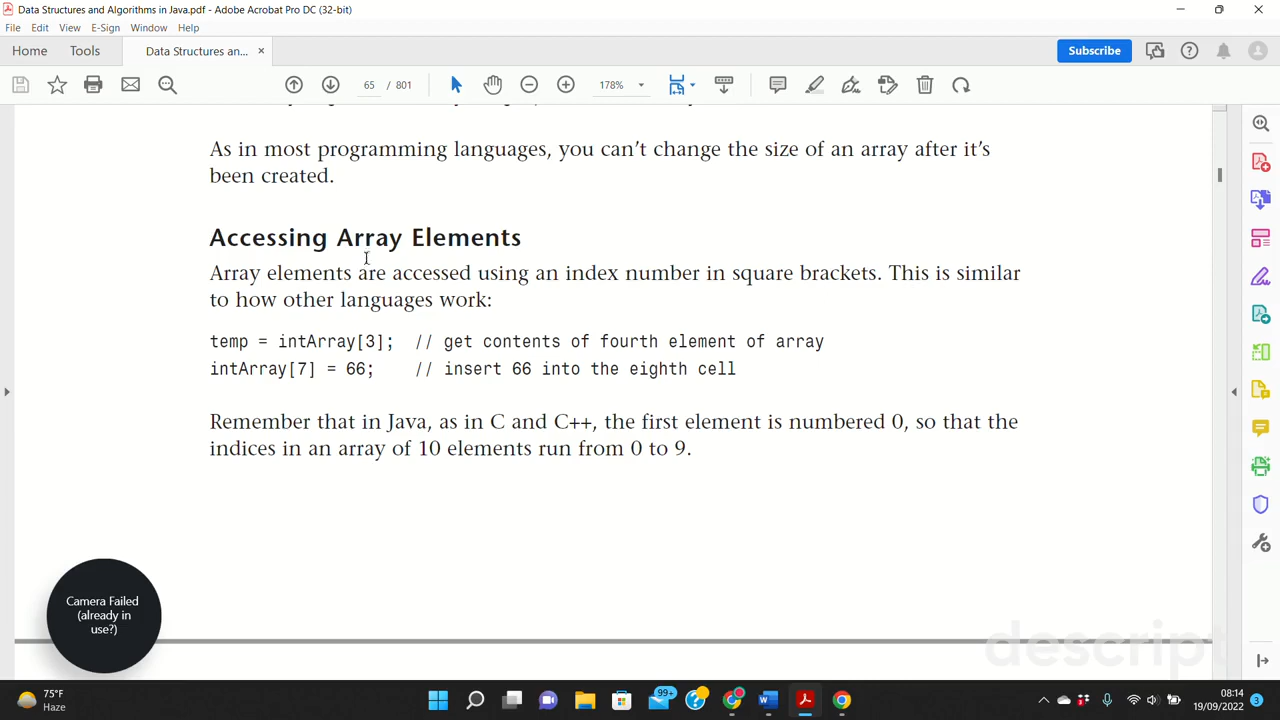 Data Structures and Algorithms in Java.pdf - Adobe Acrobat Pro DC (32-bit)
File Edit View E-Sign Window Help
Home Tools Data Structures an... × Subscribe
65 / 801 178%
As in most programming languages, you can’t change the size of an array after it’s
been created.
Accessing Array Elements
Array elements are accessed using an index number in square brackets. This is similar
to how other languages work:
temp = intArray[3]; // get contents of fourth element of array
intArray[7] = 66; // insert 66 into the eighth cell
Remember that in Java, as in C and C++, the first element is numbered 0, so that the
indices in an array of 10 elements run from 0 to 9.
Camera Failed
(already in
use?)
descript
75°F
Haze
99+
08:14
19/09/2022
3